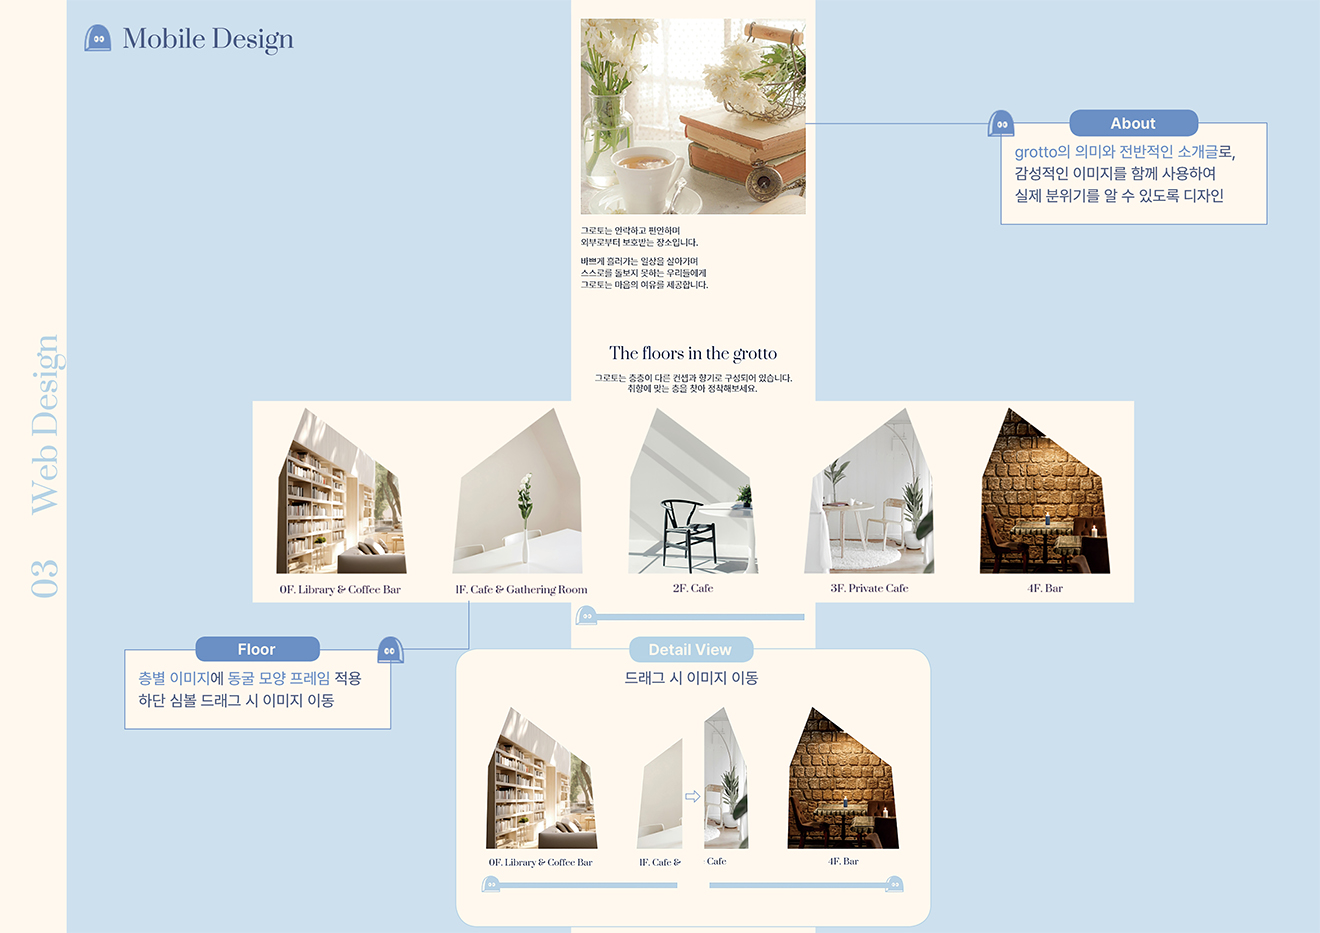 Mobile Design
03 Web Design
About
grotto의 의미와 전반적인 소개글로,
감성적인 이미지를 함께 사용하여
실제 분위기를 알 수 있도록 디자인
그로토는 안락하고 편안하며
외부로부터 보호받는 장소입니다.
바쁘게 흘러가는 일상을 살아가며
스스로를 돌보지 못하는 우리들에게
그로토는 마음의 여유를 제공합니다.
The floors in the grotto
그로토는 층층이 다른 컨셉과 향기로 구성되어 있습니다.
취향에 맞는 층을 찾아 정착해보세요.
0F. Library & Coffee Bar
1F. Cafe & Gathering Room
2F. Cafe
3F. Private Cafe
4F. Bar
Floor
층별 이미지에 동굴 모양 프레임 적용
하단 심볼 드래그 시 이미지 이동
Detail View
드래그 시 이미지 이동
0F. Library & Coffee Bar
1F. Cafe &
Cafe
4F. Bar